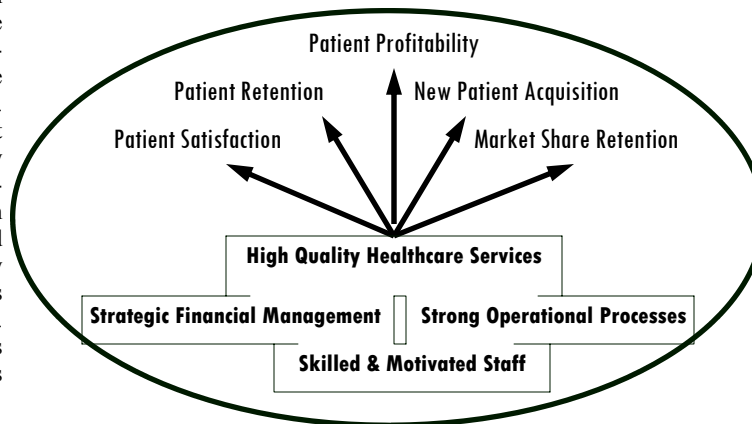 Patient Profitability
Patient Retention
New Patient Acquisition
Patient Satisfaction
Market Share Retention
High Quality Healthcare Services
Strategic Financial Management
Strong Operational Processes
Skilled & Motivated Staff